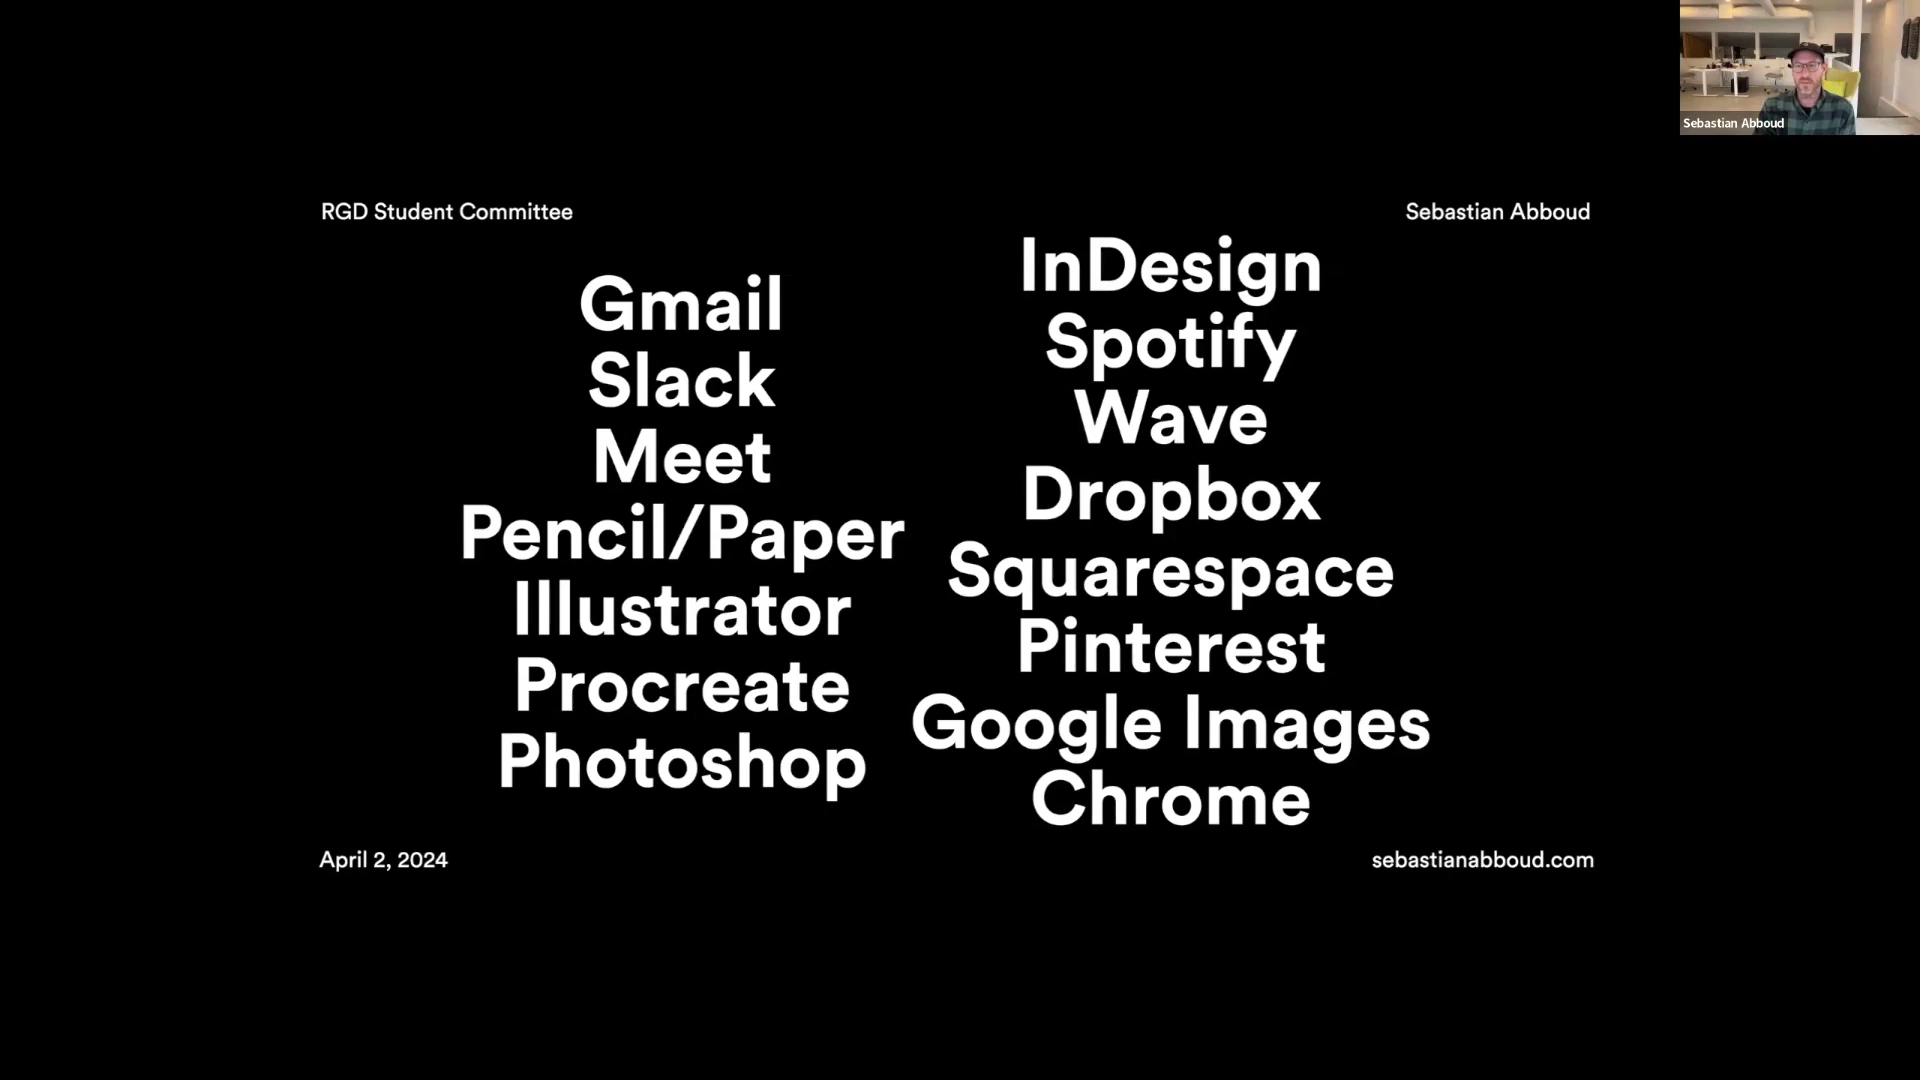 Sebastian Abboud
RGD Student Committee
Sebastian Abboud
Gmail
Slack
Meet
Pencil/Paper
Illustrator
Procreate
Photoshop
InDesign
Spotify
Wave
Dropbox
Squarespace
Pinterest
Google Images
Chrome
April 2, 2024
sebastianabboud.com